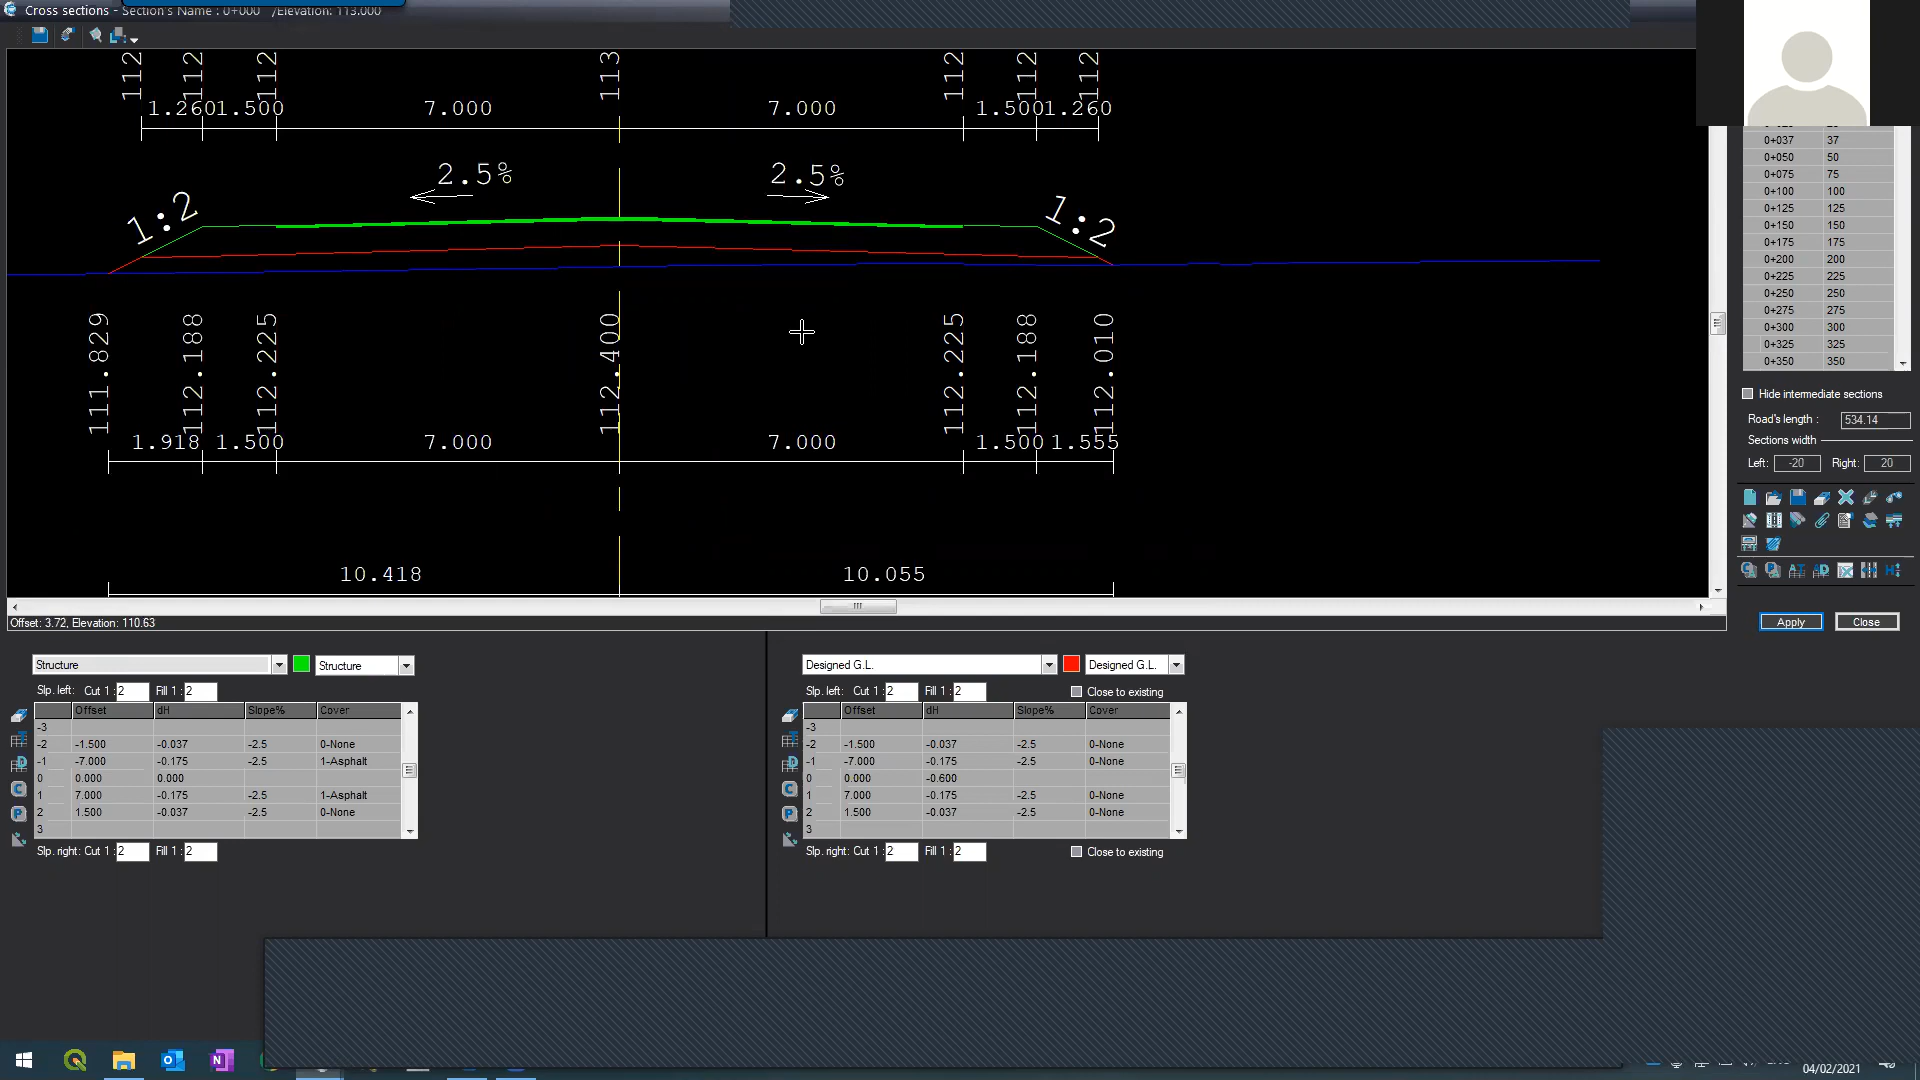 Cross sections - Section's Name : 0+000 /Elevation: 113.000
112 112 112 113 112 112 112
1.260 1.500 7.000 7.000 1.500 1.260
2.5% 2.5%
1:2 1:2
111.829 112.188 112.225 112.400 112.225 112.188 112.010
1.918 1.500 7.000 7.000 1.500 1.555
10.418 10.055
Offset: 3.72, Elevation: 110.63
0+037 37
0+050 50
0+075 75
0+100 100
0+125 125
0+150 150
0+175 175
0+200 200
0+225 225
0+250 250
0+275 275
0+300 300
0+325 325
0+350 350
Hide intermediate sections
Road's length : 534.14
Sections width
Left: -20 Right: 20
Apply Close
Structure Structure
Slp. left: Cut 1 : 2 Fill 1 : 2
Offset dH Slope% Cover
-3
-2 -1.500 -0.037 -2.5 0-None
-1 -7.000 -0.175 -2.5 1-Asphalt
0 0.000 0.000
1 7.000 -0.175 -2.5 1-Asphalt
2 1.500 -0.037 -2.5 0-None
3
Slp. right: Cut 1 : 2 Fill 1 : 2
Designed G.L. Designed G.L.
Slp. left: Cut 1 : 2 Fill 1 : 2 Close to existing
Offset dH Slope% Cover
-3
-2 -1.500 -0.037 -2.5 0-None
-1 -7.000 -0.175 -2.5 0-None
0 0.000 -0.600
1 7.000 -0.175 -2.5 0-None
2 1.500 -0.037 -2.5 0-None
3
Slp. right: Cut 1 : 2 Fill 1 : 2 Close to existing
04/02/2021